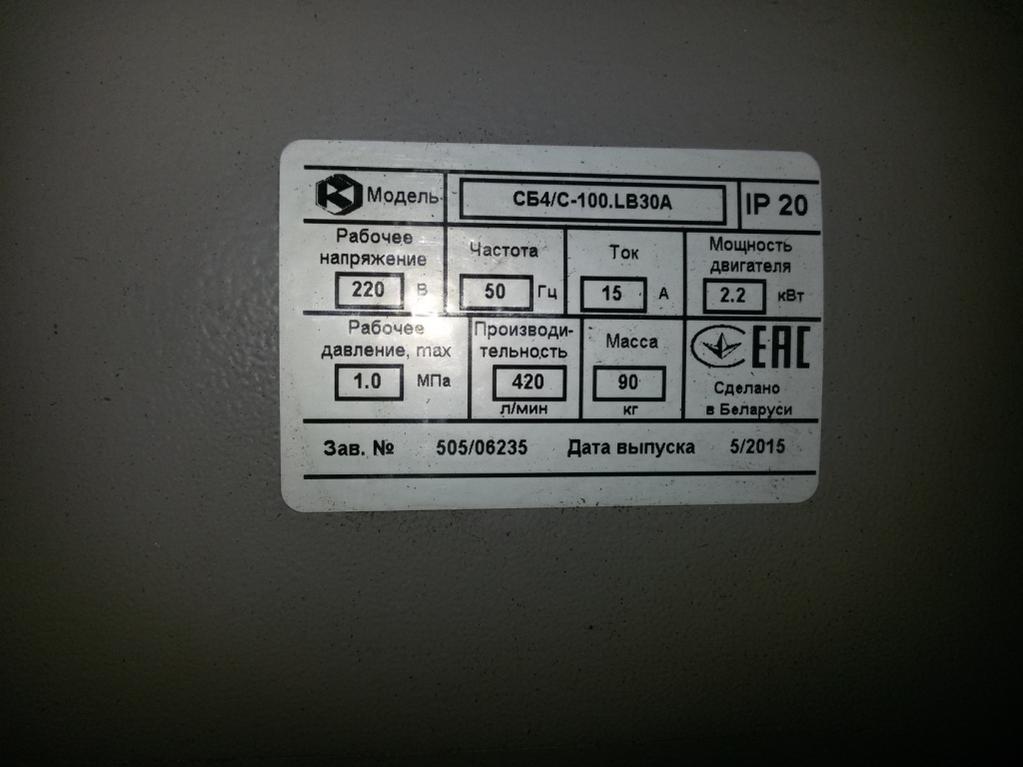 Модель СБ4/С-100.LB30A IP 20
Рабочее напряжение 220 В
Частота 50 Гц
Ток 15 А
Мощность двигателя 2.2 кВт
Рабочее давление, max 1.0 МПа
Производи-тельность 420 л/мин
Масса 90 кг
ЕАС
Сделано в Беларуси
Зав. № 505/06235 Дата выпуска 5/2015